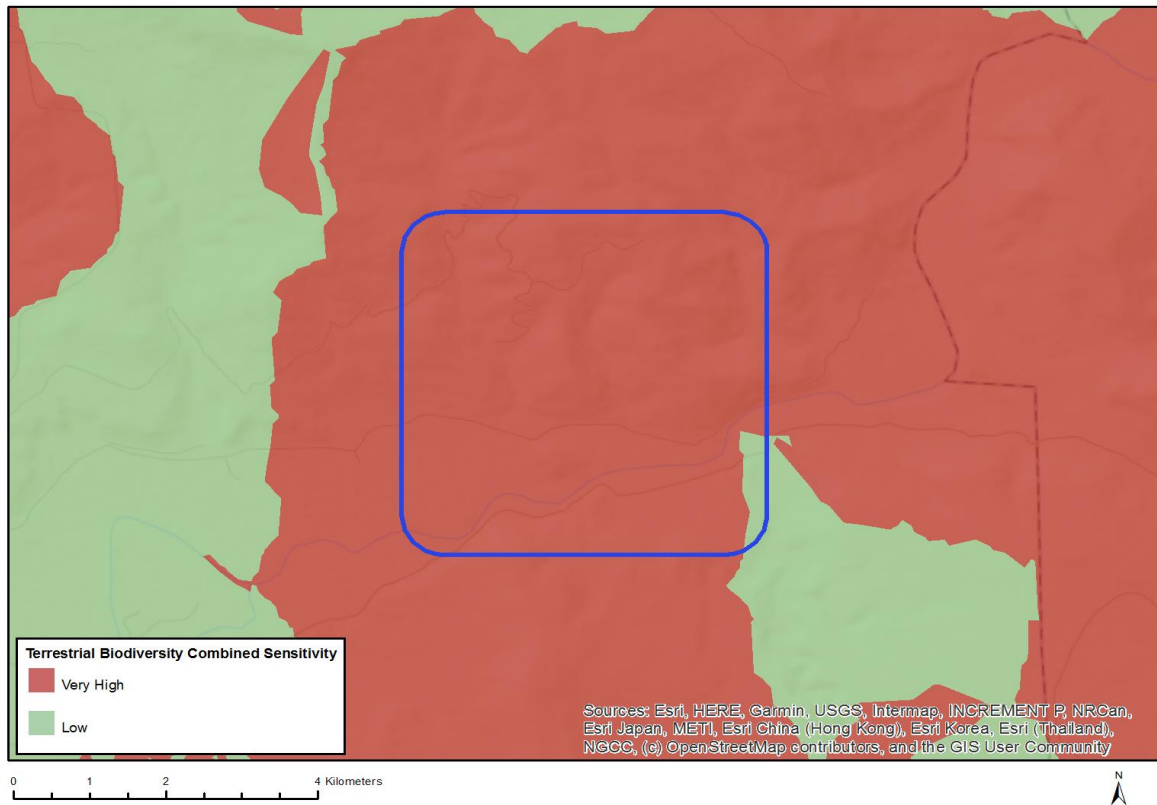 Terrestrial Biodiversity Combined Sensitivity
Very High
Low
Sources: Esri, HERE, Garmin, USGS, Intermap, INCREMENT P, NRCan,
Esri Japan, METI, Esri China (Hong Kong), Esri Korea, Esri (Thailand),
NGCC, (c) OpenStreetMap contributors, and the GIS User Community
0 1 2 4 Kilometers
N